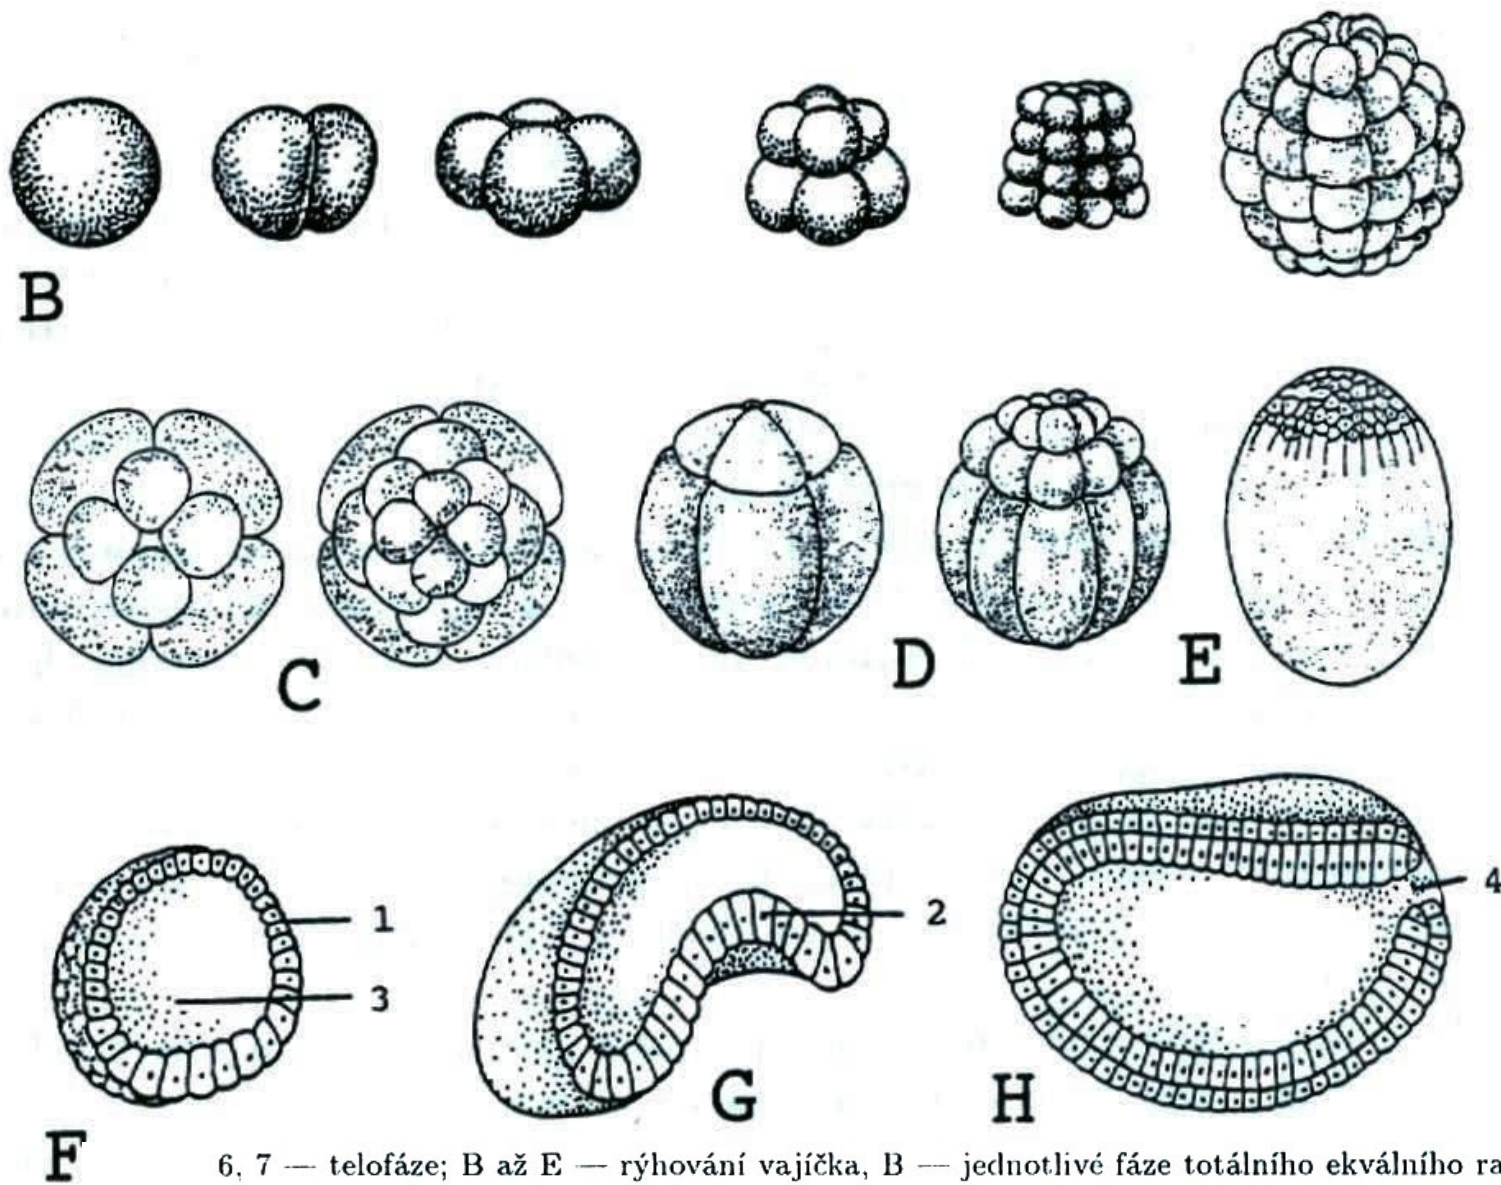 B
C
D
E
1
2
3
4
F
G
H
6, 7 — telofáze; B až E — rýhování vajíčka, B — jednotlivé fáze totálního ekválního ra